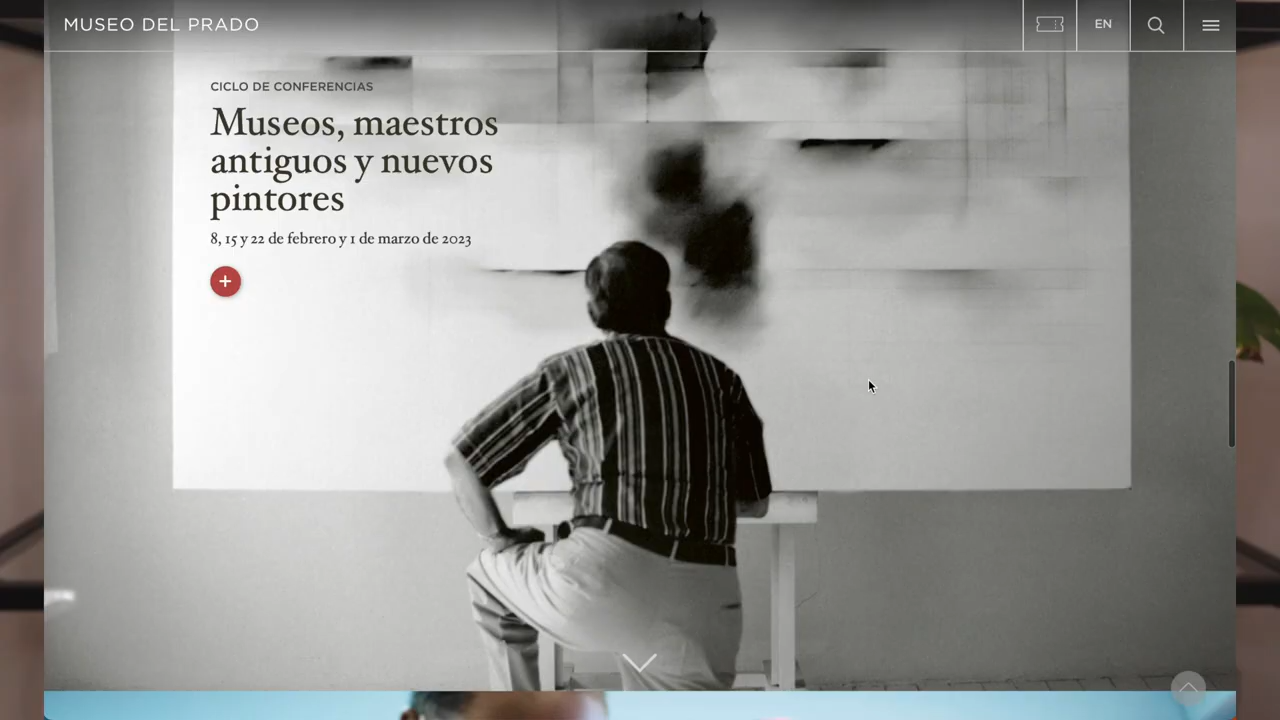 MUSEO DEL PRADO
EN
CICLO DE CONFERENCIAS
Museos, maestros
antiguos y nuevos
pintores
8, 15 y 22 de febrero y 1 de marzo de 2023